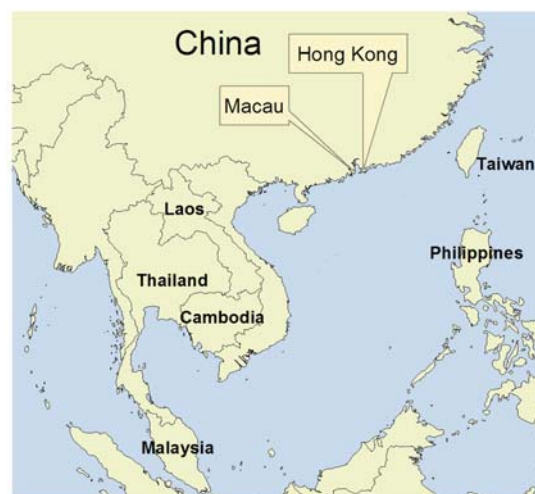 China
Hong Kong
Macau
Taiwan
Laos
Philippines
Thailand
Cambodia
Malaysia